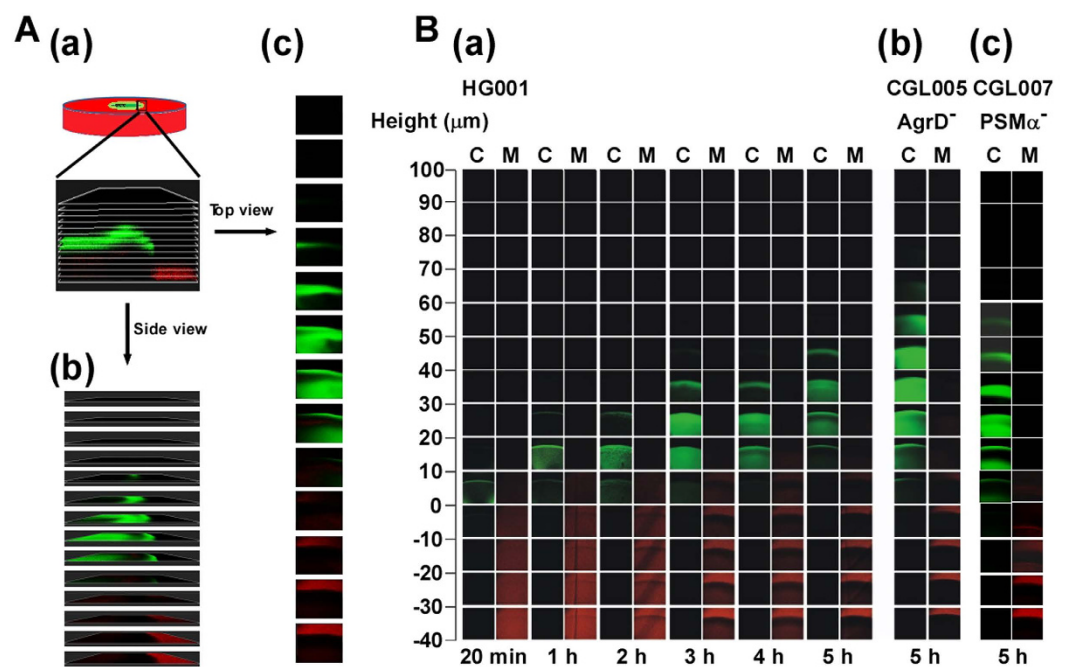 A (a)
(c)
Top view
Side view
(b)
B (a)
(b)
(c)
HG001
CGL005 CGL007
Height (μm)
AgrD⁻ PSMα⁻
C M C M C M C M C M C M C M C M
100
90
80
70
60
50
40
30
20
10
0
-10
-20
-30
-40
20 min 1 h 2 h 3 h 4 h 5 h 5 h 5 h